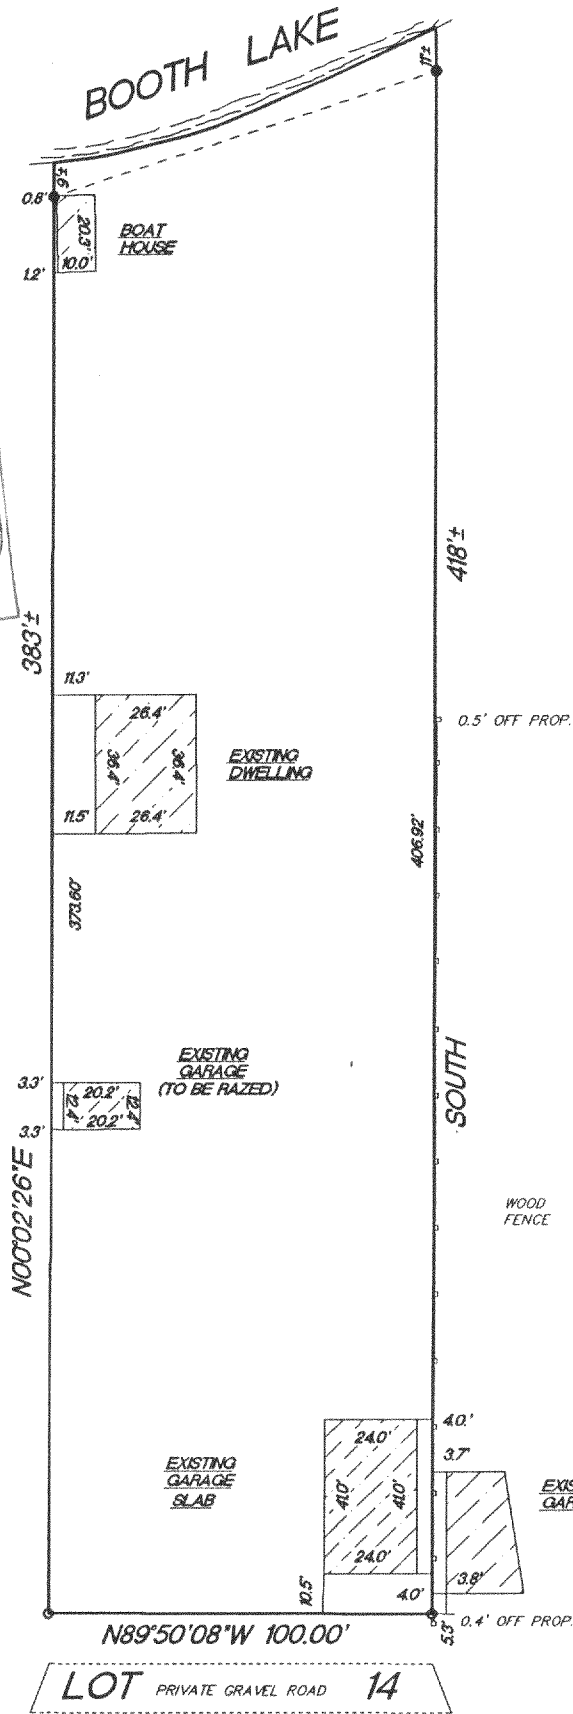 BOOTH LAKE
11'±
9'±
0.8'
20.3'
10.0'
1.2'
BOAT
HOUSE
418'±
383'±
11.3'
26.4'
36.4'
36.4'
26.4'
11.5'
EXISTING
DWELLING
0.5' OFF PROP.
406.92'
373.60'
EXISTING
GARAGE
(TO BE RAZED)
3.3'
20.2'
12.4'
12.4'
20.2'
3.3'
SOUTH
N00°02'26"E
WOOD
FENCE
4.0'
24.0'
3.7'
41.0'
41.0'
EXISTING
GARAGE
SLAB
24.0'
3.8'
10.5'
4.0'
5.3'
0.4' OFF PROP.
EXIS
GAR
N89°50'08"W 100.00'
LOT PRIVATE GRAVEL ROAD 14